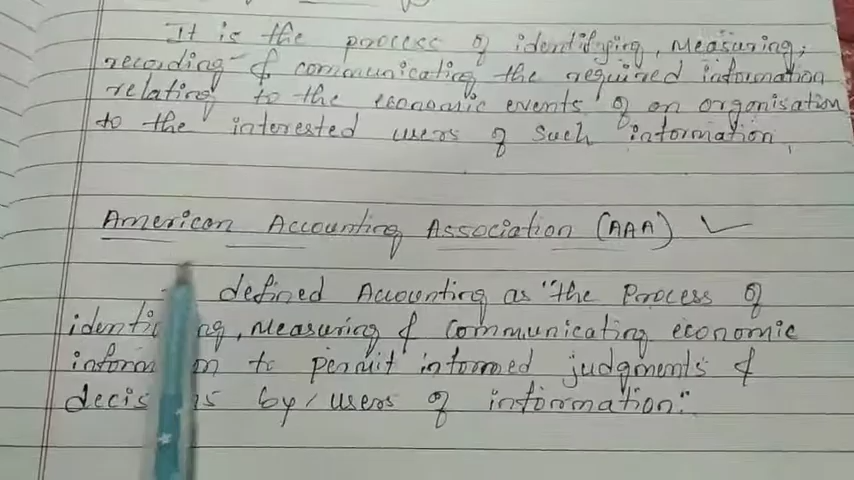 It is the process of identifying, Measuring,
recording & communicating the required information
relating to the economic events of an organisation
to the interested users of such information.
American Accounting Association (AAA)
defined Accounting as "the Process of
, Measuring & Communicating economic
to permit informed judgments &
by users of information."